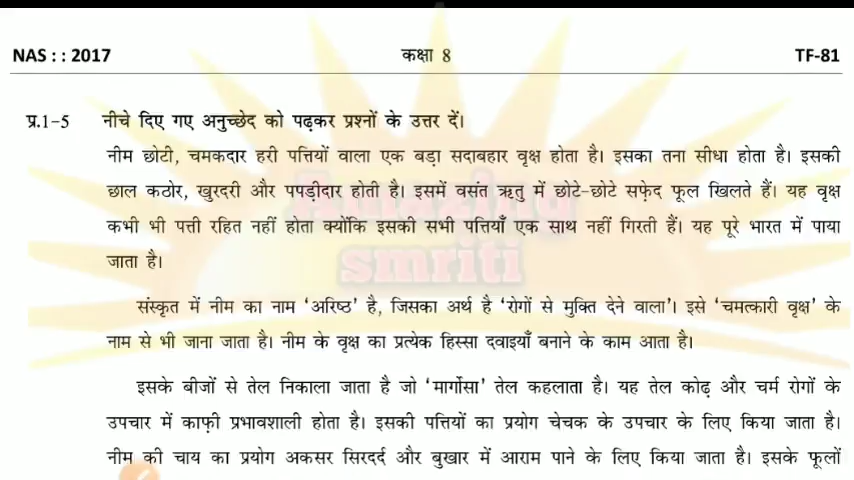 NAS : : 2017 कक्षा 8 TF-81
प्र.1-5 नीचे दिए गए अनुच्छेद को पढ़कर प्रश्नों के उत्तर दें।
नीम छोटी, चमकदार हरी पत्तियों वाला एक बड़ा सदाबहार वृक्ष होता है। इसका तना सीधा होता है। इसकी
छाल कठोर, खुरदरी और पपड़ीदार होती है। इसमें वसंत ऋतु में छोटे-छोटे सफ़ेद फूल खिलते हैं। यह वृक्ष
कभी भी पत्ती रहित नहीं होता क्योंकि इसकी सभी पत्तियाँ एक साथ नहीं गिरती हैं। यह पूरे भारत में पाया
जाता है।
Amazing
smriti
संस्कृत में नीम का नाम ‘अरिष्ठ’ है, जिसका अर्थ है ‘रोगों से मुक्ति देने वाला’। इसे ‘चमत्कारी वृक्ष’ के
नाम से भी जाना जाता है। नीम के वृक्ष का प्रत्येक हिस्सा दवाइयाँ बनाने के काम आता है।
इसके बीजों से तेल निकाला जाता है जो ‘मार्गोसा’ तेल कहलाता है। यह तेल कोढ़ और चर्म रोगों के
उपचार में काफ़ी प्रभावशाली होता है। इसकी पत्तियों का प्रयोग चेचक के उपचार के लिए किया जाता है।
नीम की चाय का प्रयोग अकसर सिरदर्द और बुखार में आराम पाने के लिए किया जाता है। इसके फूलों